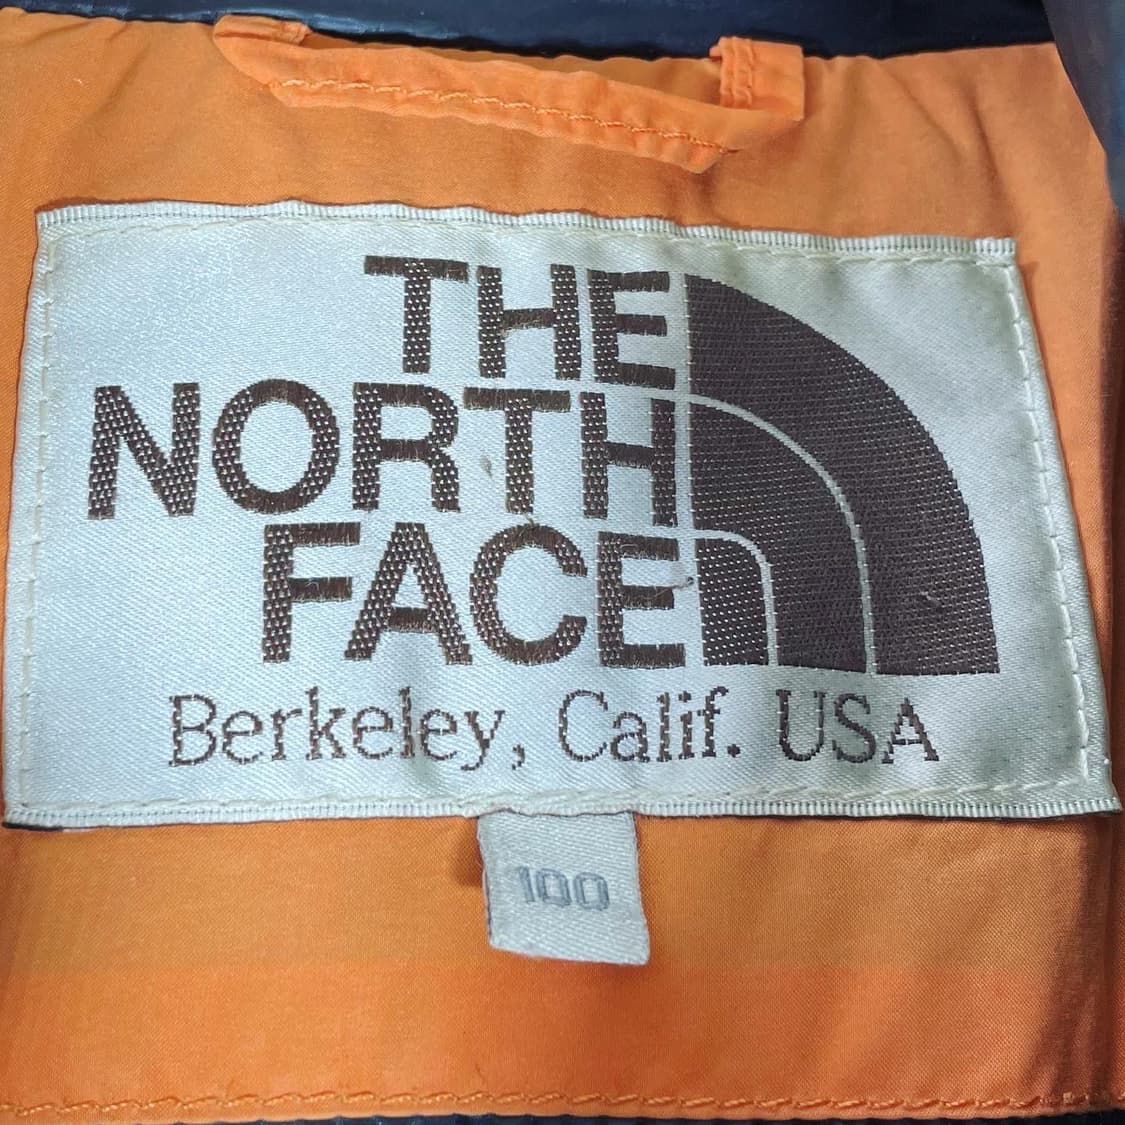 THE
NORTH
FACE
Berkeley, Calif. USA
100